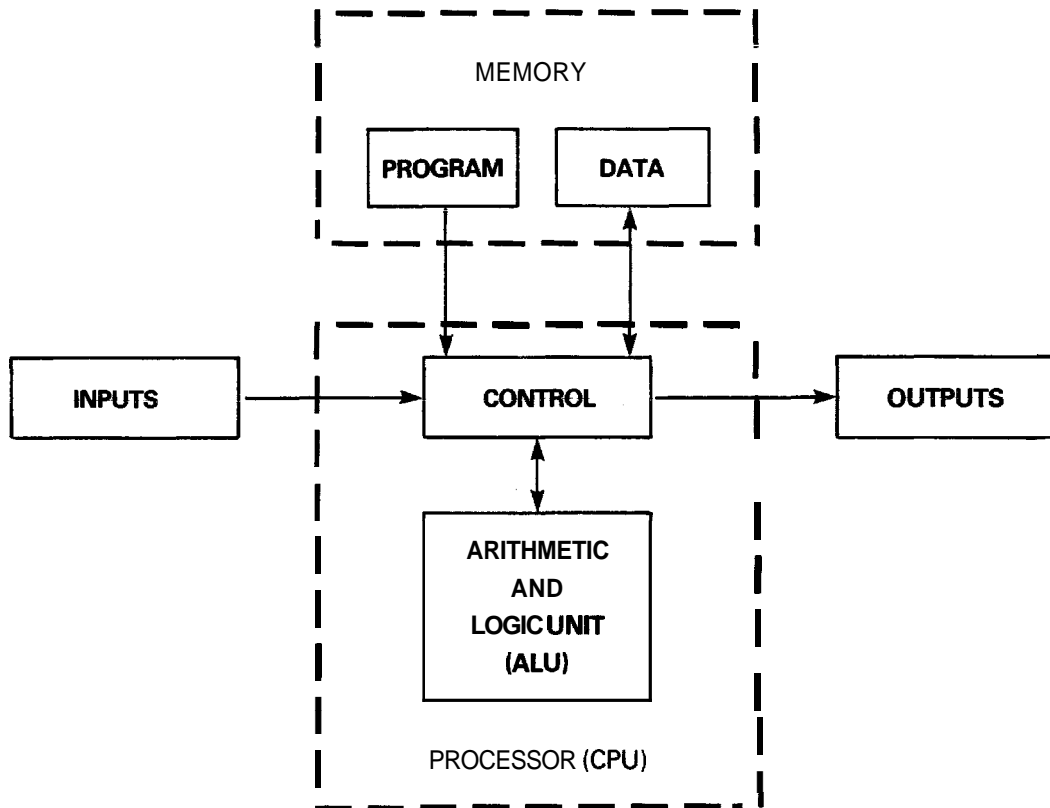 MEMORY
PROGRAM
DATA
INPUTS
CONTROL
OUTPUTS
ARITHMETIC
AND
LOGIC UNIT
(ALU)
PROCESSOR (CPU)